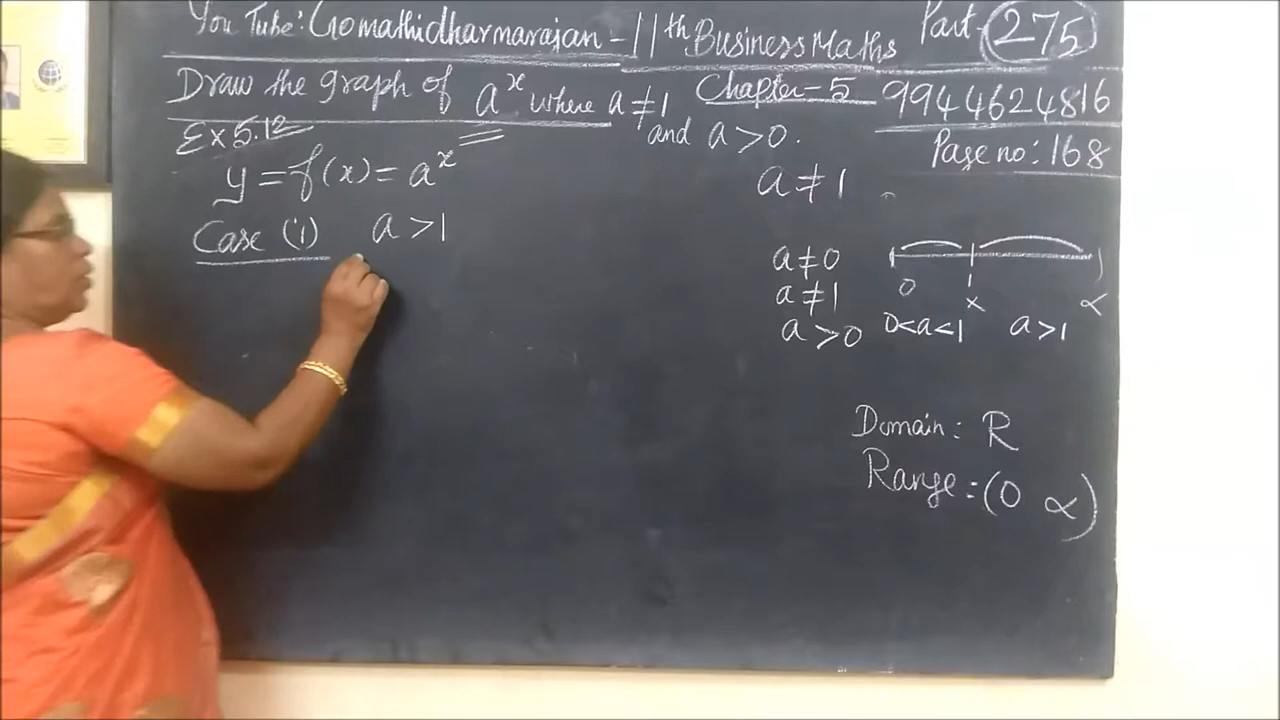 You Tube: Gomathidharmarajan - 11th Business Maths Part - 275
Draw the graph of a^x where a ≠ 1 and a > 0.
Chapter - 5
9944624816
Ex 5.12
Page no: 168
y = f(x) = a^x
a ≠ 1
Case (i) a > 1
a ≠ 0
a ≠ 1
a > 0
0 1 ∝
x
0<a<1 a>1
Domain: R
Range: (0 ∝)